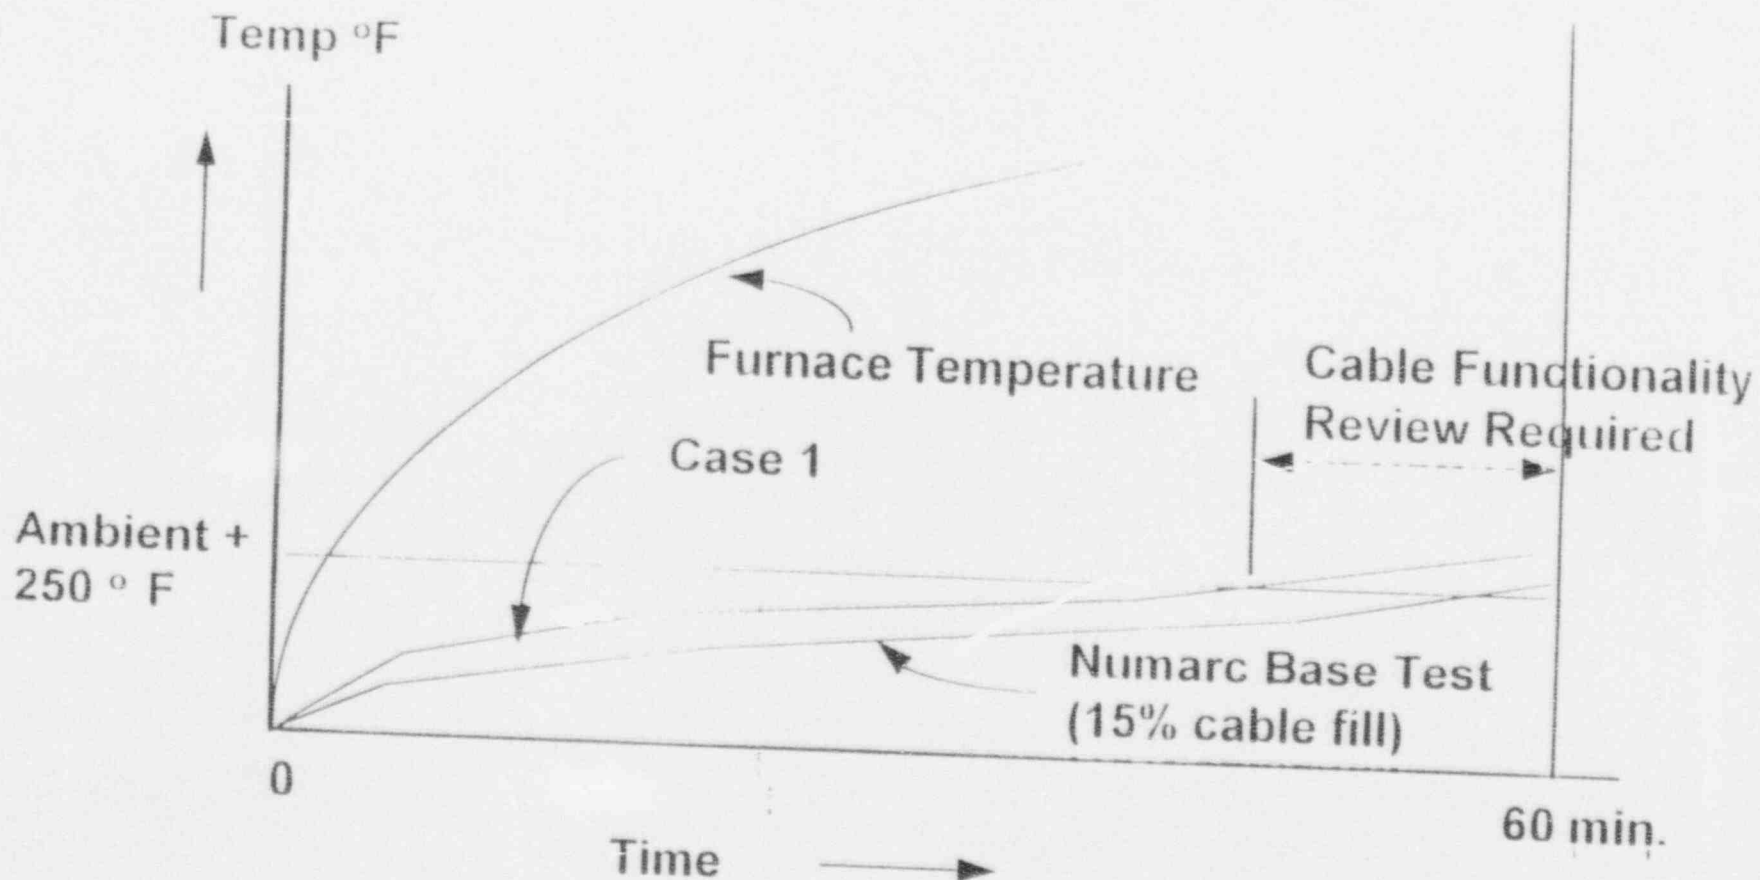 Temp °F
Furnace Temperature
Cable Functionality
Review Required
Case 1
Ambient +
250 ° F
Numarc Base Test
(15% cable fill)
0
60 min.
Time